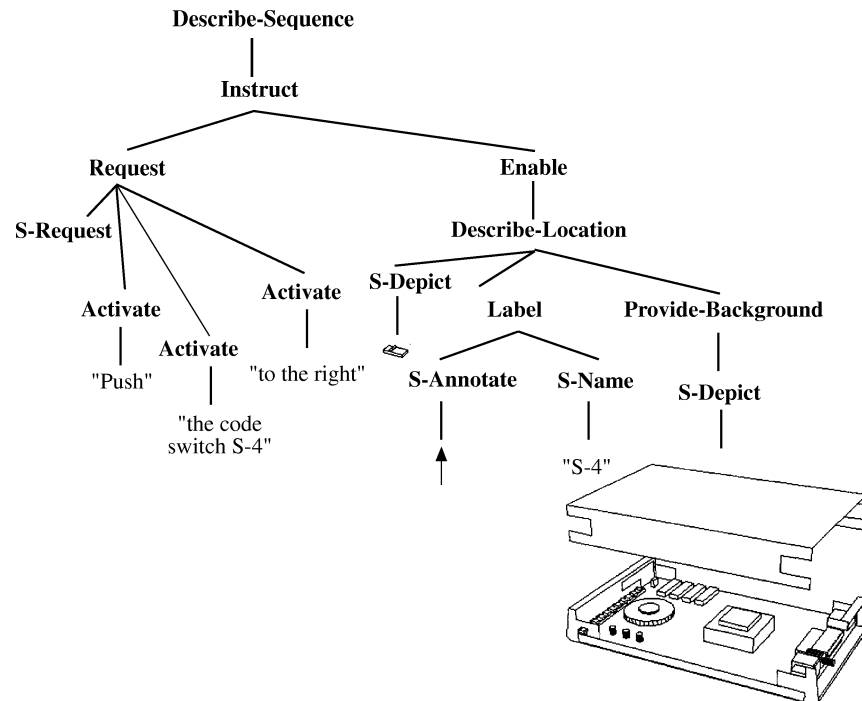 Describe-Sequence
Instruct
Request
Enable
S-Request
Describe-Location
Activate
Activate
Activate
S-Depict
Label
Provide-Background
"Push"
"the code
switch S-4"
"to the right"
S-Annotate
S-Name
S-Depict
"S-4"